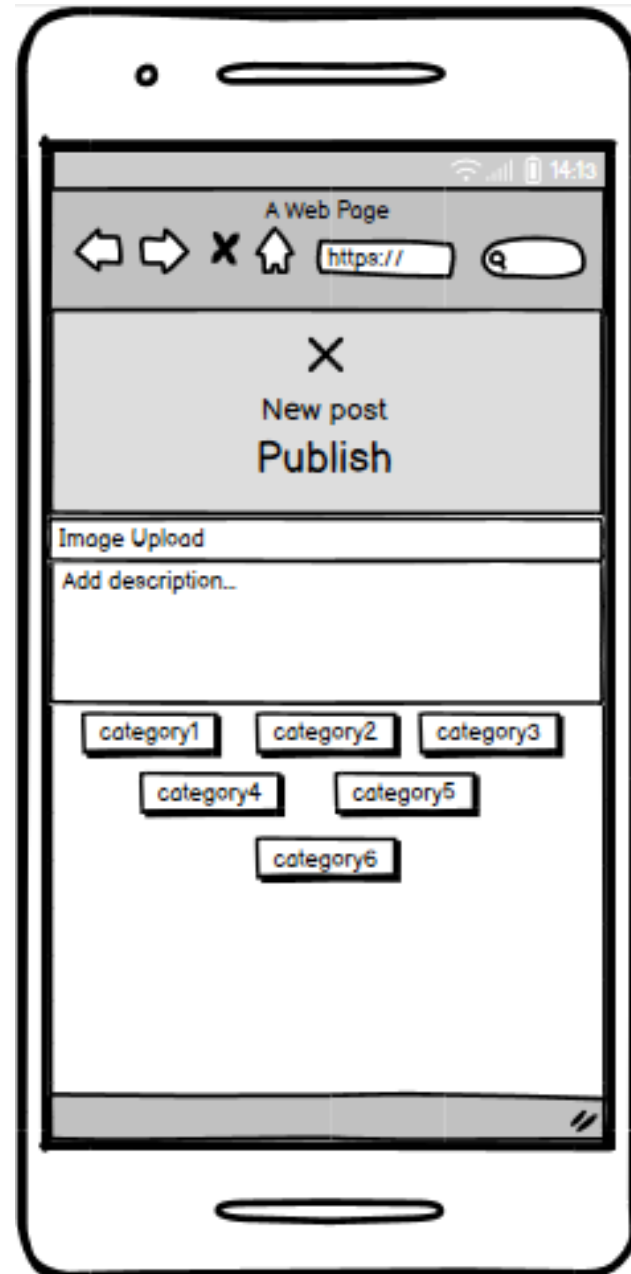 14:13
A Web Page
https://
New post
Publish
Image Upload
Add description...
category1 category2 category3
category4 category5
category6